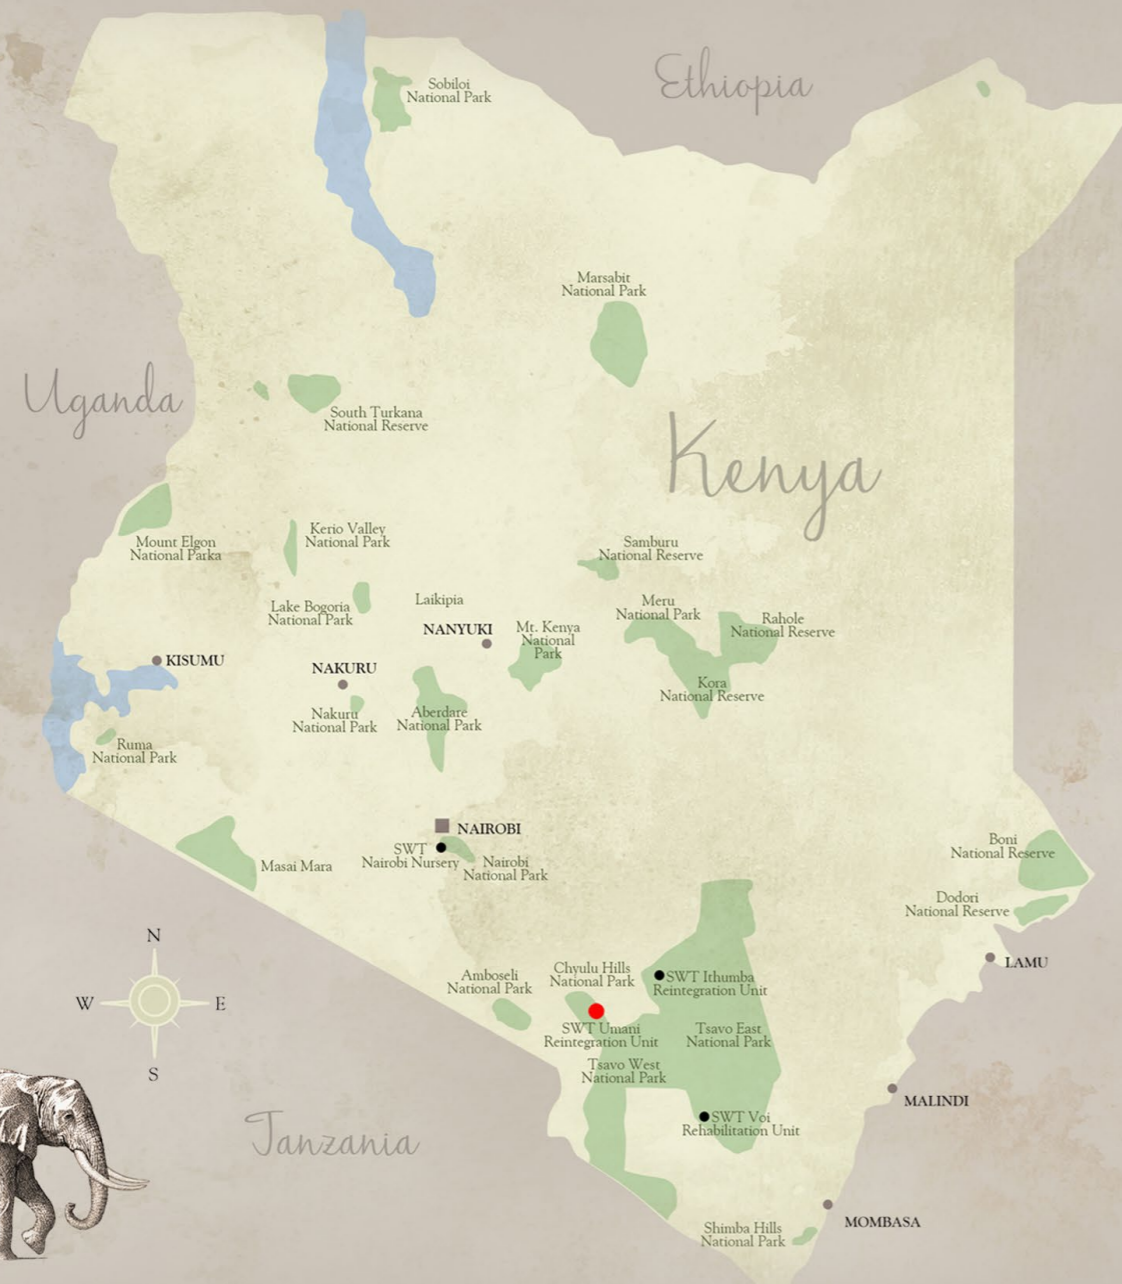 Ethiopia
Sobiloi
National Park
Marsabit
National Park
Uganda
South Turkana
National Reserve
Kenya
Mount Elgon
National Parka
Kerio Valley
National Park
Samburu
National Reserve
Lake Bogoria
National Park
Laikipia
Meru
National Park
Rahole
National Reserve
NANYUKI
Mt. Kenya
National
Park
KISUMU
NAKURU
Kora
National Reserve
Nakuru
National Park
Aberdare
National Park
Ruma
National Park
NAIROBI
SWT
Nairobi Nursery
Nairobi
National Park
Masai Mara
Boni
National Reserve
Dodori
National Reserve
LAMU
N
W
E
S
Amboseli
National Park
Chyulu Hills
National Park
SWT Ithumba
Reintegration Unit
SWT Umani
Reintegration Unit
Tsavo East
National Park
Tsavo West
National Park
MALINDI
SWT Voi
Rehabilitation Unit
Tanzania
MOMBASA
Shimba Hills
National Park